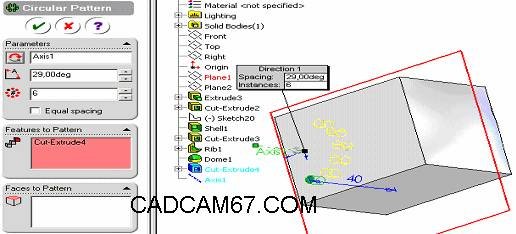 Circular Pattern
Parameters
Axis1
29,00deg
6
Equal spacing
Features to Pattern
Cut-Extrude4
Faces to Pattern
Material <not specified>
Lighting
Solid Bodies(1)
Front
Top
Right
Origin
Plane1
Plane2
Extrude3
Cut-Extrude2
(-) Sketch20
Shell1
Cut-Extrude3
Rib1
Dome1
Cut-Extrude4
Axis1
Direction 1
Spacing: 29,00deg
Instances: 6
40
CADCAM67.COM